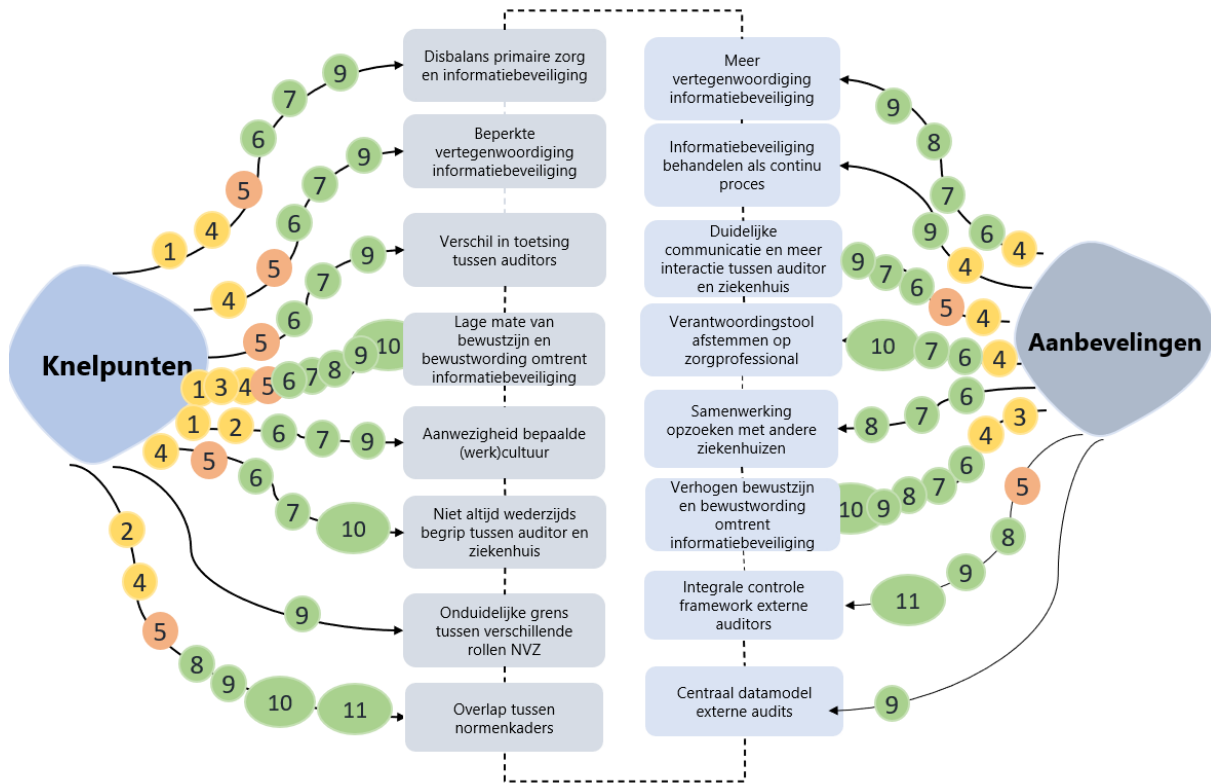 Knelpunten
1 4 5 6 7 9
Disbalans primaire zorg
en informatiebeveiliging
4 5 6 7 9
Beperkte
vertegenwoordiging
informatiebeveiliging
5 6 7 9
Verschil in toetsing
tussen auditors
1 3 4 5 6 7 8 9 10
Lage mate van
bewustzijn en
bewustwording omtrent
informatiebeveiliging
1 2 6 7 9
Aanwezigheid bepaalde
(werk)cultuur
4 5 6 7 10
Niet altijd wederzijds
begrip tussen auditor en
ziekenhuis
9
Onduidelijke grens
tussen verschillende
rollen NVZ
2 4 5 8 9 10 11
Overlap tussen
normenkaders
Meer
vertegenwoordiging
informatiebeveiliging
9 8 7 6 4
Informatiebeveiliging
behandelen als continu
proces
9 4
Duidelijke
communicatie en meer
interactie tussen auditor
en ziekenhuis
9 7 6 5 4
Verantwoordingstool
afstemmen op
zorgprofessional
10 7 6 4
Samenwerking
opzoeken met andere
ziekenhuizen
8 7 6
Verhogen bewustzijn
en bewustwording
omtrent
informatiebeveiliging
10 9 8 7 6 4 3
Integrale controle
framework externe
auditors
11 9 8 5
Centraal datamodel
externe audits
9
Aanbevelingen